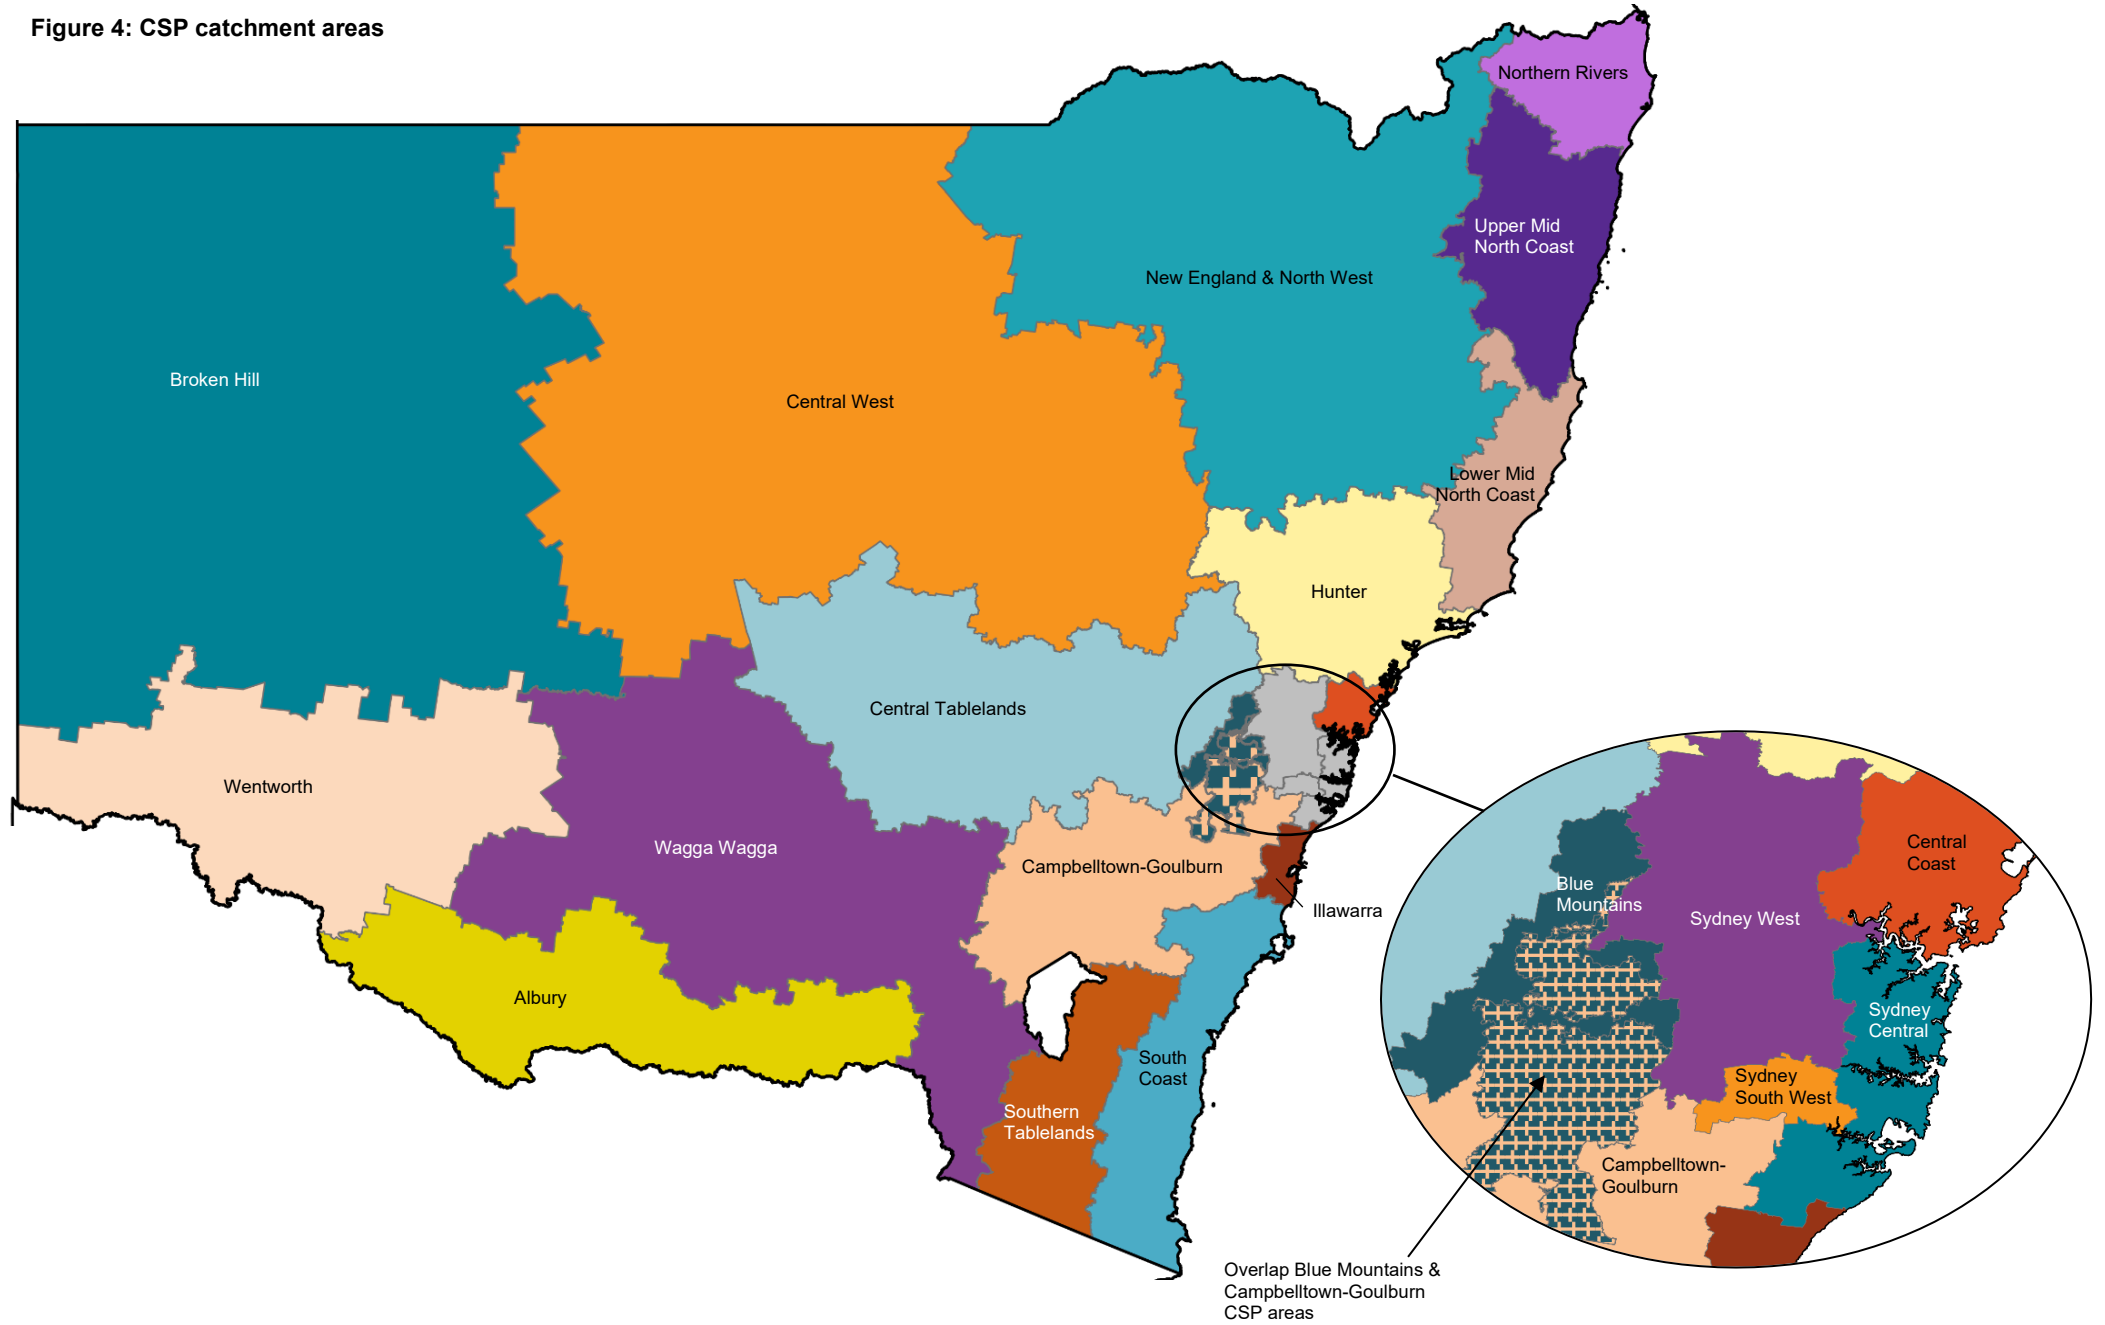 Figure 4: CSP catchment areas
Northern Rivers
Upper Mid
North Coast
New England & North West
Broken Hill
Central West
Lower Mid
North Coast
Hunter
Central Tablelands
Wentworth
Wagga Wagga
Campbelltown-Goulburn
Illawarra
Albury
South
Coast
Southern
Tablelands
Central
Coast
Blue
Mountains
Sydney West
Sydney
Central
Sydney
South West
Campbelltown-
Goulburn
Overlap Blue Mountains &
Campbelltown-Goulburn
CSP areas